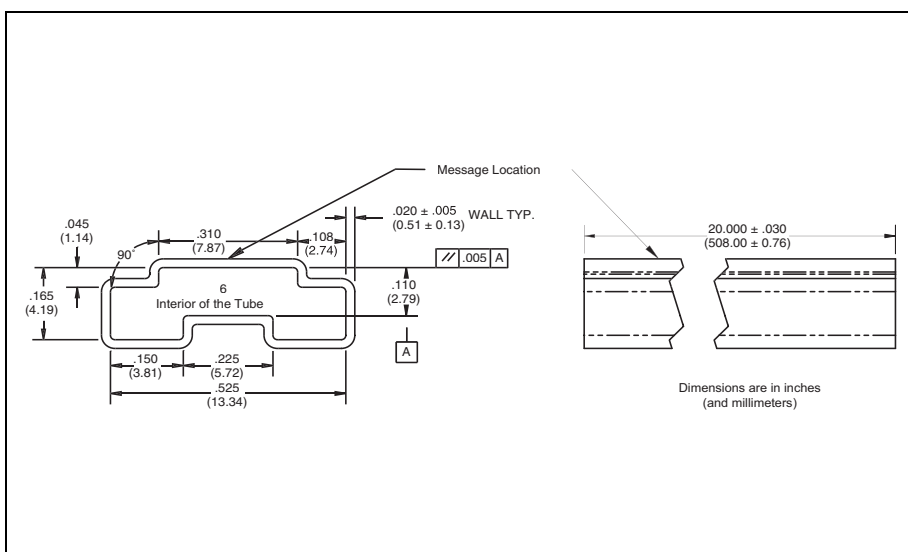 Message Location
.045
(1.14)
.310
(7.87)
.108
(2.74)
.020 ± .005 WALL TYP.
(0.51 ± 0.13)
20.000 ± .030
(508.00 ± 0.76)
90°
// .005 A
.165
(4.19)
6
Interior of the Tube
.110
(2.79)
A
.150
(3.81)
.225
(5.72)
.525
(13.34)
Dimensions are in inches
(and millimeters)